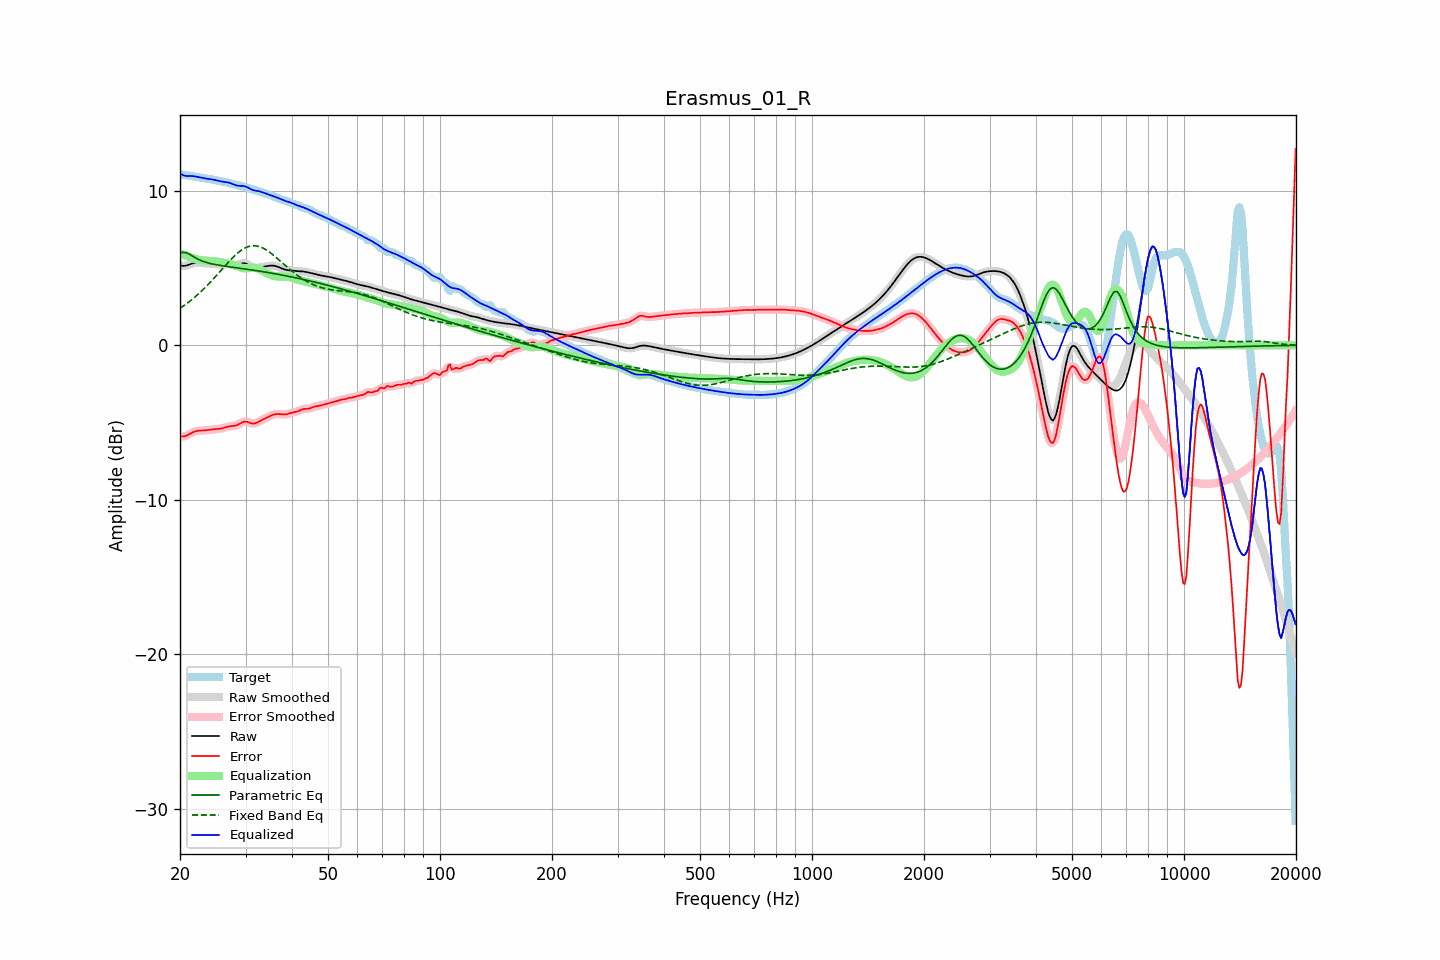 Erasmus_01_R
Amplitude (dBr)
10
0
−10
−20
−30
Target
Raw Smoothed
Error Smoothed
Raw
Error
Equalization
Parametric Eq
Fixed Band Eq
Equalized
20 50 100 200 500 1000 2000 5000 10000 20000
Frequency (Hz)